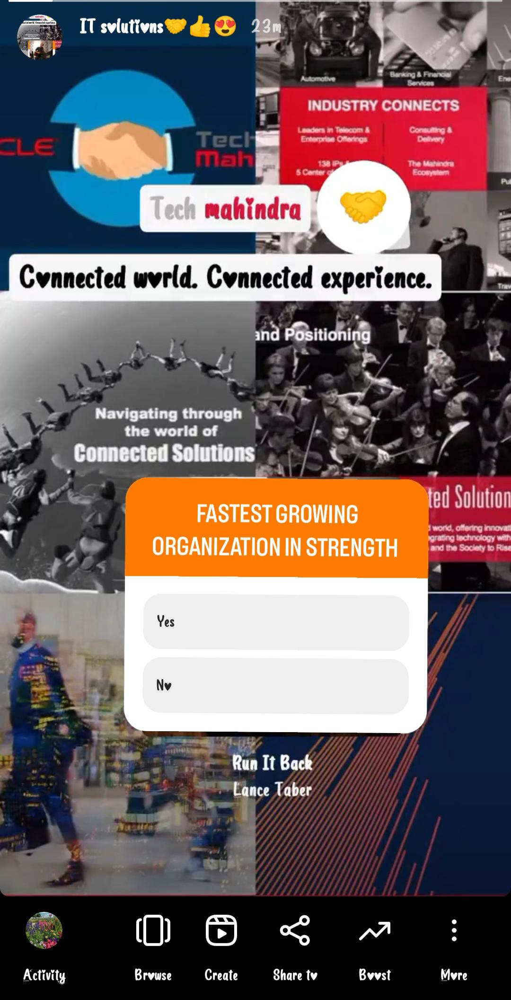 IT solutions🤝👍😍 23m
Automotive
Banking & Financial
Services
Ene
INDUSTRY CONNECTS
Leaders in Telecom &
Enterprise Offerings
Consulting &
Delivery
138 IPs
5 Center
The Mahindra
Ecosystem
CLE
Tech
Mah
Pu
Tech mahindra
🤝
Connected world. Connected experience.
Trav
and Positioning
Navigating through
the world of
Connected Solutions
ted Solution
world, offering innovati
grating technology with
and the Society to Rise
FASTEST GROWING
ORGANIZATION IN STRENGTH
Yes
No
Run It Back
Lance Taber
Activity
Browse
Create
Share to
Boost
More